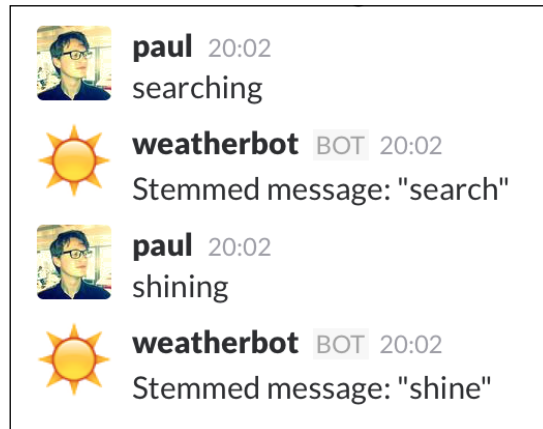 paul 20:02
searching
weatherbot BOT 20:02
Stemmed message: "search"
paul 20:02
shining
weatherbot BOT 20:02
Stemmed message: "shine"